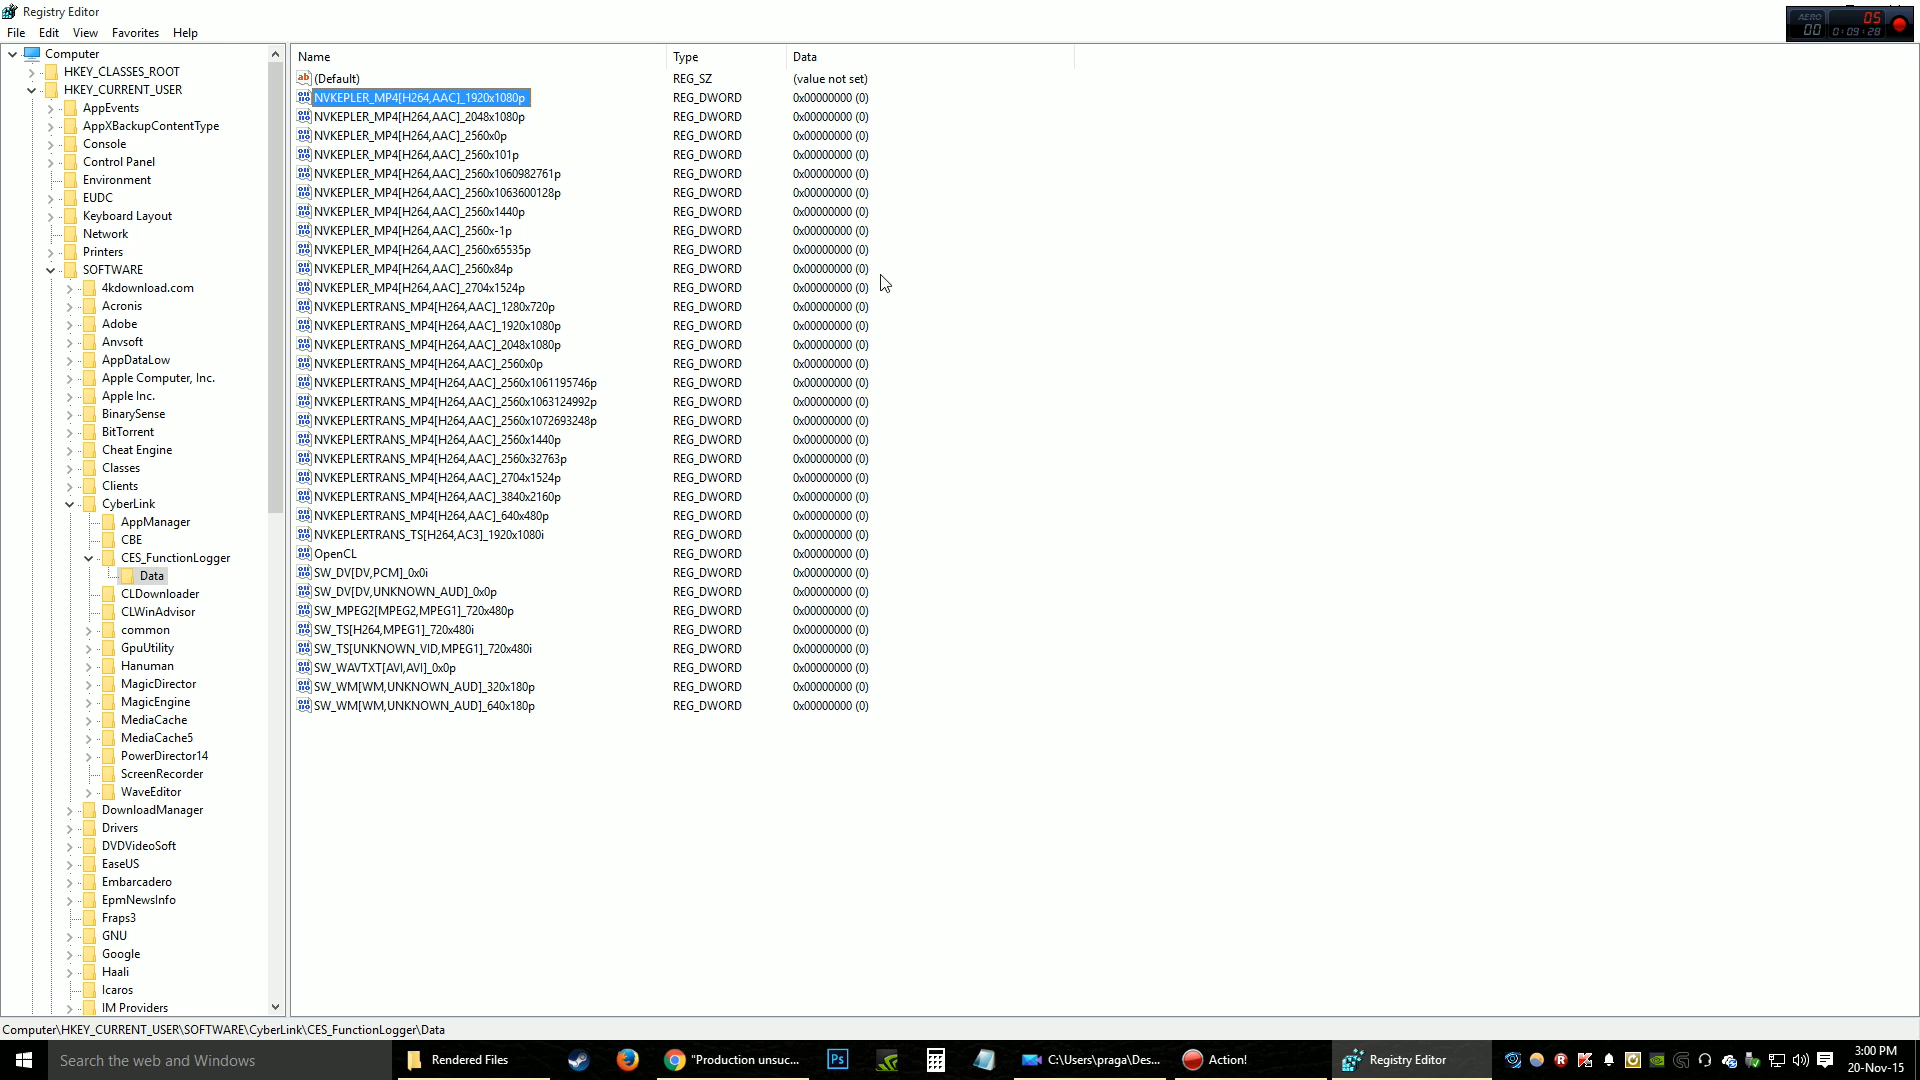 Registry Editor
File Edit View Favorites Help
AERO
00
05
0:09:28
Computer
HKEY_CLASSES_ROOT
HKEY_CURRENT_USER
AppEvents
AppXBackupContentType
Console
Control Panel
Environment
EUDC
Keyboard Layout
Network
Printers
SOFTWARE
4kdownload.com
Acronis
Adobe
Anvsoft
AppDataLow
Apple Computer, Inc.
Apple Inc.
BinarySense
BitTorrent
Cheat Engine
Classes
Clients
CyberLink
AppManager
CBE
CES_FunctionLogger
Data
CLDownloader
CLWinAdvisor
common
GpuUtility
Hanuman
MagicDirector
MagicEngine
MediaCache
MediaCache5
PowerDirector14
ScreenRecorder
WaveEditor
DownloadManager
Drivers
DVDVideoSoft
EaseUS
Embarcadero
EpmNewsInfo
Fraps3
GNU
Google
Haali
Icaros
IM Providers
Name Type Data
(Default) REG_SZ (value not set)
NVKEPLER_MP4[H264,AAC]_1920x1080p REG_DWORD 0x00000000 (0)
NVKEPLER_MP4[H264,AAC]_2048x1080p REG_DWORD 0x00000000 (0)
NVKEPLER_MP4[H264,AAC]_2560x0p REG_DWORD 0x00000000 (0)
NVKEPLER_MP4[H264,AAC]_2560x101p REG_DWORD 0x00000000 (0)
NVKEPLER_MP4[H264,AAC]_2560x1060982761p REG_DWORD 0x00000000 (0)
NVKEPLER_MP4[H264,AAC]_2560x1063600128p REG_DWORD 0x00000000 (0)
NVKEPLER_MP4[H264,AAC]_2560x1440p REG_DWORD 0x00000000 (0)
NVKEPLER_MP4[H264,AAC]_2560x-1p REG_DWORD 0x00000000 (0)
NVKEPLER_MP4[H264,AAC]_2560x65535p REG_DWORD 0x00000000 (0)
NVKEPLER_MP4[H264,AAC]_2560x84p REG_DWORD 0x00000000 (0)
NVKEPLER_MP4[H264,AAC]_2704x1524p REG_DWORD 0x00000000 (0)
NVKEPLERTRANS_MP4[H264,AAC]_1280x720p REG_DWORD 0x00000000 (0)
NVKEPLERTRANS_MP4[H264,AAC]_1920x1080p REG_DWORD 0x00000000 (0)
NVKEPLERTRANS_MP4[H264,AAC]_2048x1080p REG_DWORD 0x00000000 (0)
NVKEPLERTRANS_MP4[H264,AAC]_2560x0p REG_DWORD 0x00000000 (0)
NVKEPLERTRANS_MP4[H264,AAC]_2560x1061195746p REG_DWORD 0x00000000 (0)
NVKEPLERTRANS_MP4[H264,AAC]_2560x1063124992p REG_DWORD 0x00000000 (0)
NVKEPLERTRANS_MP4[H264,AAC]_2560x1072693248p REG_DWORD 0x00000000 (0)
NVKEPLERTRANS_MP4[H264,AAC]_2560x1440p REG_DWORD 0x00000000 (0)
NVKEPLERTRANS_MP4[H264,AAC]_2560x32763p REG_DWORD 0x00000000 (0)
NVKEPLERTRANS_MP4[H264,AAC]_2704x1524p REG_DWORD 0x00000000 (0)
NVKEPLERTRANS_MP4[H264,AAC]_3840x2160p REG_DWORD 0x00000000 (0)
NVKEPLERTRANS_MP4[H264,AAC]_640x480p REG_DWORD 0x00000000 (0)
NVKEPLERTRANS_TS[H264,AC3]_1920x1080i REG_DWORD 0x00000000 (0)
OpenCL REG_DWORD 0x00000000 (0)
SW_DV[DV,PCM]_0x0i REG_DWORD 0x00000000 (0)
SW_DV[DV,UNKNOWN_AUD]_0x0p REG_DWORD 0x00000000 (0)
SW_MPEG2[MPEG2,MPEG1]_720x480p REG_DWORD 0x00000000 (0)
SW_TS[H264,MPEG1]_720x480i REG_DWORD 0x00000000 (0)
SW_TS[UNKNOWN_VID,MPEG1]_720x480i REG_DWORD 0x00000000 (0)
SW_WAVTXT[AVI,AVI]_0x0p REG_DWORD 0x00000000 (0)
SW_WM[WM,UNKNOWN_AUD]_320x180p REG_DWORD 0x00000000 (0)
SW_WM[WM,UNKNOWN_AUD]_640x180p REG_DWORD 0x00000000 (0)
Computer\HKEY_CURRENT_USER\SOFTWARE\CyberLink\CES_FunctionLogger\Data
Search the web and Windows
Rendered Files
"Production unsuc...
Ps
C:\Users\praga\Des...
Action!
Registry Editor
3:00 PM
20-Nov-15